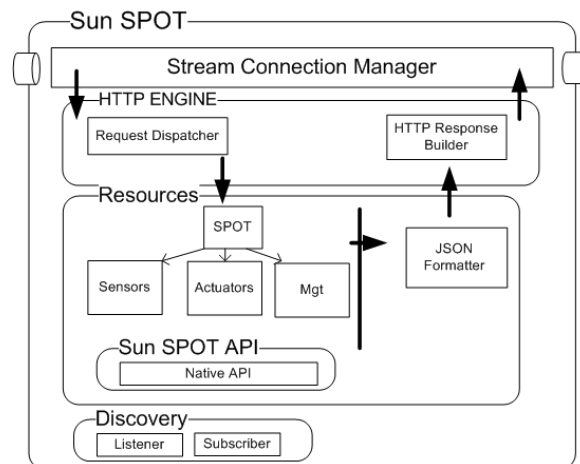 Sun SPOT
Stream Connection Manager
HTTP ENGINE
Request Dispatcher
HTTP Response
Builder
Resources
SPOT
Sensors
Actuators
Mgt
JSON
Formatter
Sun SPOT API
Native API
Discovery
Listener
Subscriber